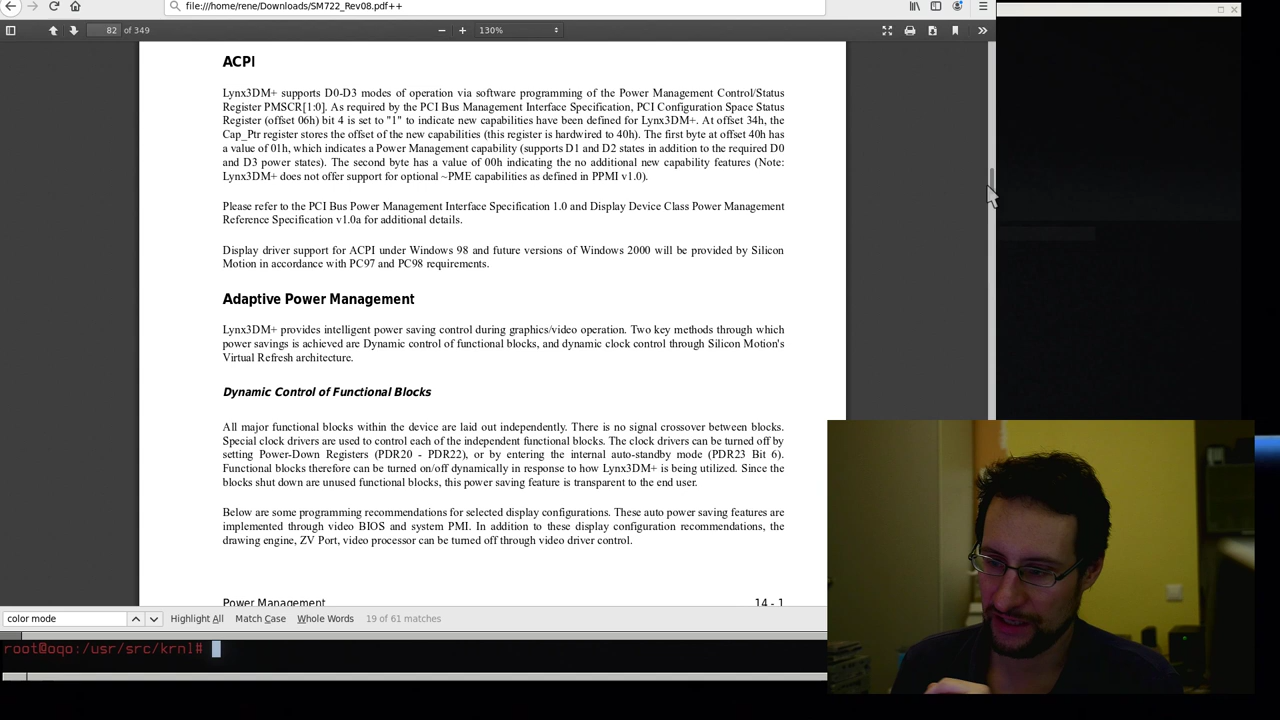 file:///home/rene/Downloads/SM722_Rev08.pdf++
82 of 349
130%
ACPI
Lynx3DM+ supports D0-D3 modes of operation via software programming of the Power Management Control/Status
Register PMSCR[1:0]. As required by the PCI Bus Management Interface Specification, PCI Configuration Space Status
Register (offset 06h) bit 4 is set to "1" to indicate new capabilities have been defined for Lynx3DM+. At offset 34h, the
Cap_Ptr register stores the offset of the new capabilities (this register is hardwired to 40h). The first byte at offset 40h has
a value of 01h, which indicates a Power Management capability (supports D1 and D2 states in addition to the required D0
and D3 power states). The second byte has a value of 00h indicating the no additional new capability features (Note:
Lynx3DM+ does not offer support for optional ~PME capabilities as defined in PPMI v1.0).
Please refer to the PCI Bus Power Management Interface Specification 1.0 and Display Device Class Power Management
Reference Specification v1.0a for additional details.
Display driver support for ACPI under Windows 98 and future versions of Windows 2000 will be provided by Silicon
Motion in accordance with PC97 and PC98 requirements.
Adaptive Power Management
Lynx3DM+ provides intelligent power saving control during graphics/video operation. Two key methods through which
power savings is achieved are Dynamic control of functional blocks, and dynamic clock control through Silicon Motion's
Virtual Refresh architecture.
Dynamic Control of Functional Blocks
All major functional blocks within the device are laid out independently. There is no signal crossover between blocks.
Special clock drivers are used to control each of the independent functional blocks. The clock drivers can be turned off by
setting Power-Down Registers (PDR20 - PDR22), or by entering the internal auto-standby mode (PDR23 Bit 6).
Functional blocks therefore can be turned on/off dynamically in response to how Lynx3DM+ is being utilized. Since the
blocks shut down are unused functional blocks, this power saving feature is transparent to the end user.
Below are some programming recommendations for selected display configurations. These auto power saving features are
implemented through video BIOS and system PMI. In addition to these display configuration recommendations, the
drawing engine, ZV Port, video processor can be turned off through video driver control.
Power Management 14 - 1
color mode Highlight All Match Case Whole Words 19 of 61 matches
root@oqo:/usr/src/krnl#